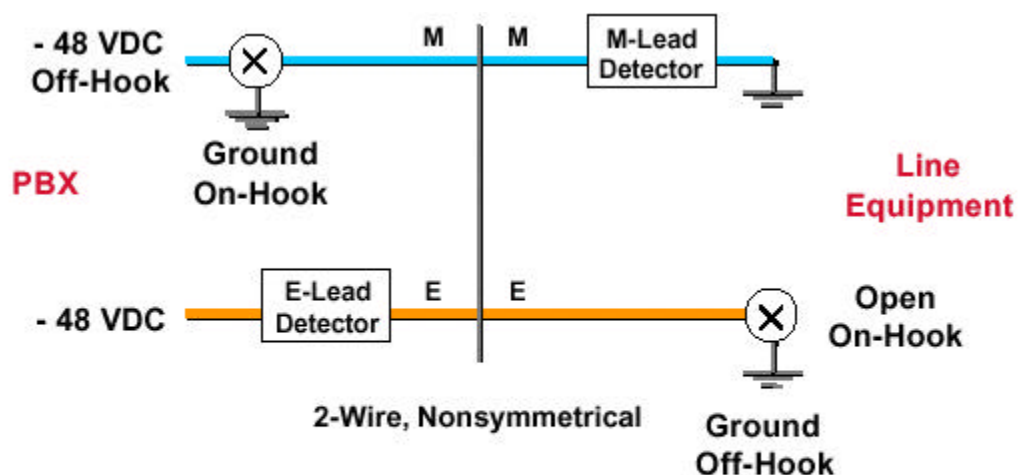 - 48 VDC
Off-Hook
M
M
M-Lead
Detector
Ground
On-Hook
PBX
Line
Equipment
- 48 VDC
E-Lead
Detector
E
E
Open
On-Hook
2-Wire, Nonsymmetrical
Ground
Off-Hook